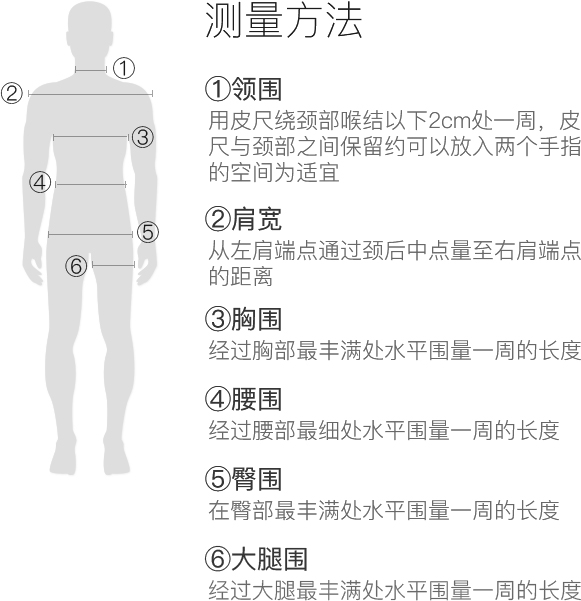 测量方法
①
②
③
④
⑤
⑥
①领围
用皮尺绕颈部喉结以下2cm处一周，皮
尺与颈部之间保留约可以放入两个手指
的空间为适宜
②肩宽
从左肩端点通过颈后中点量至右肩端点
的距离
③胸围
经过胸部最丰满处水平围量一周的长度
④腰围
经过腰部最细处水平围量一周的长度
⑤臀围
在臀部最丰满处水平围量一周的长度
⑥大腿围
经过大腿最丰满处水平围量一周的长度